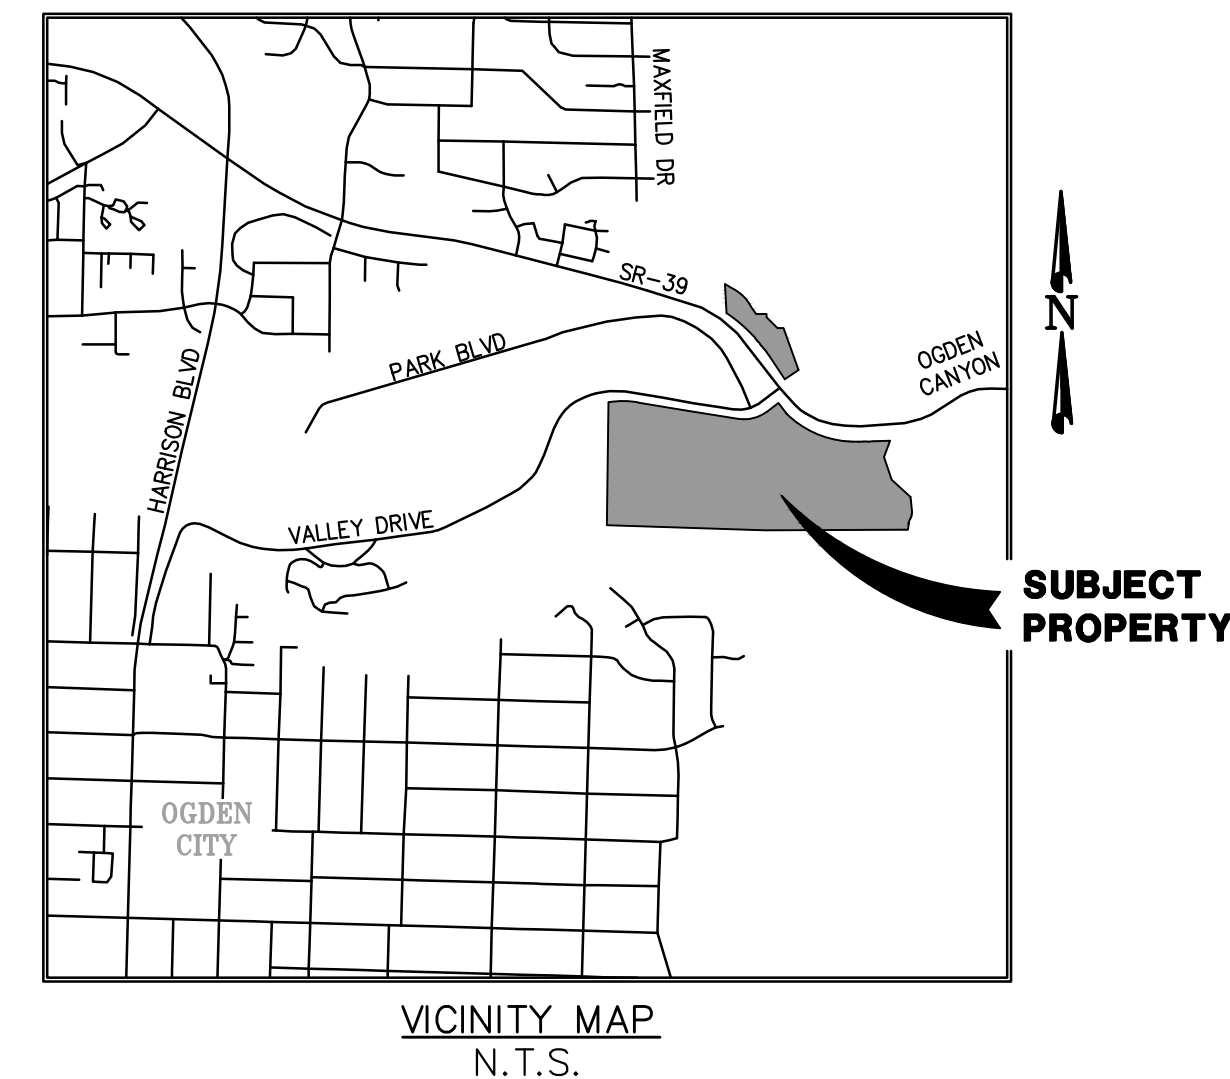 MAXFIELD DR
SR-39
N
PARK BLVD
OGDEN
CANYON
HARRISON BLVD
VALLEY DRIVE
SUBJECT
PROPERTY
OGDEN
CITY
VICINITY MAP
N.T.S.